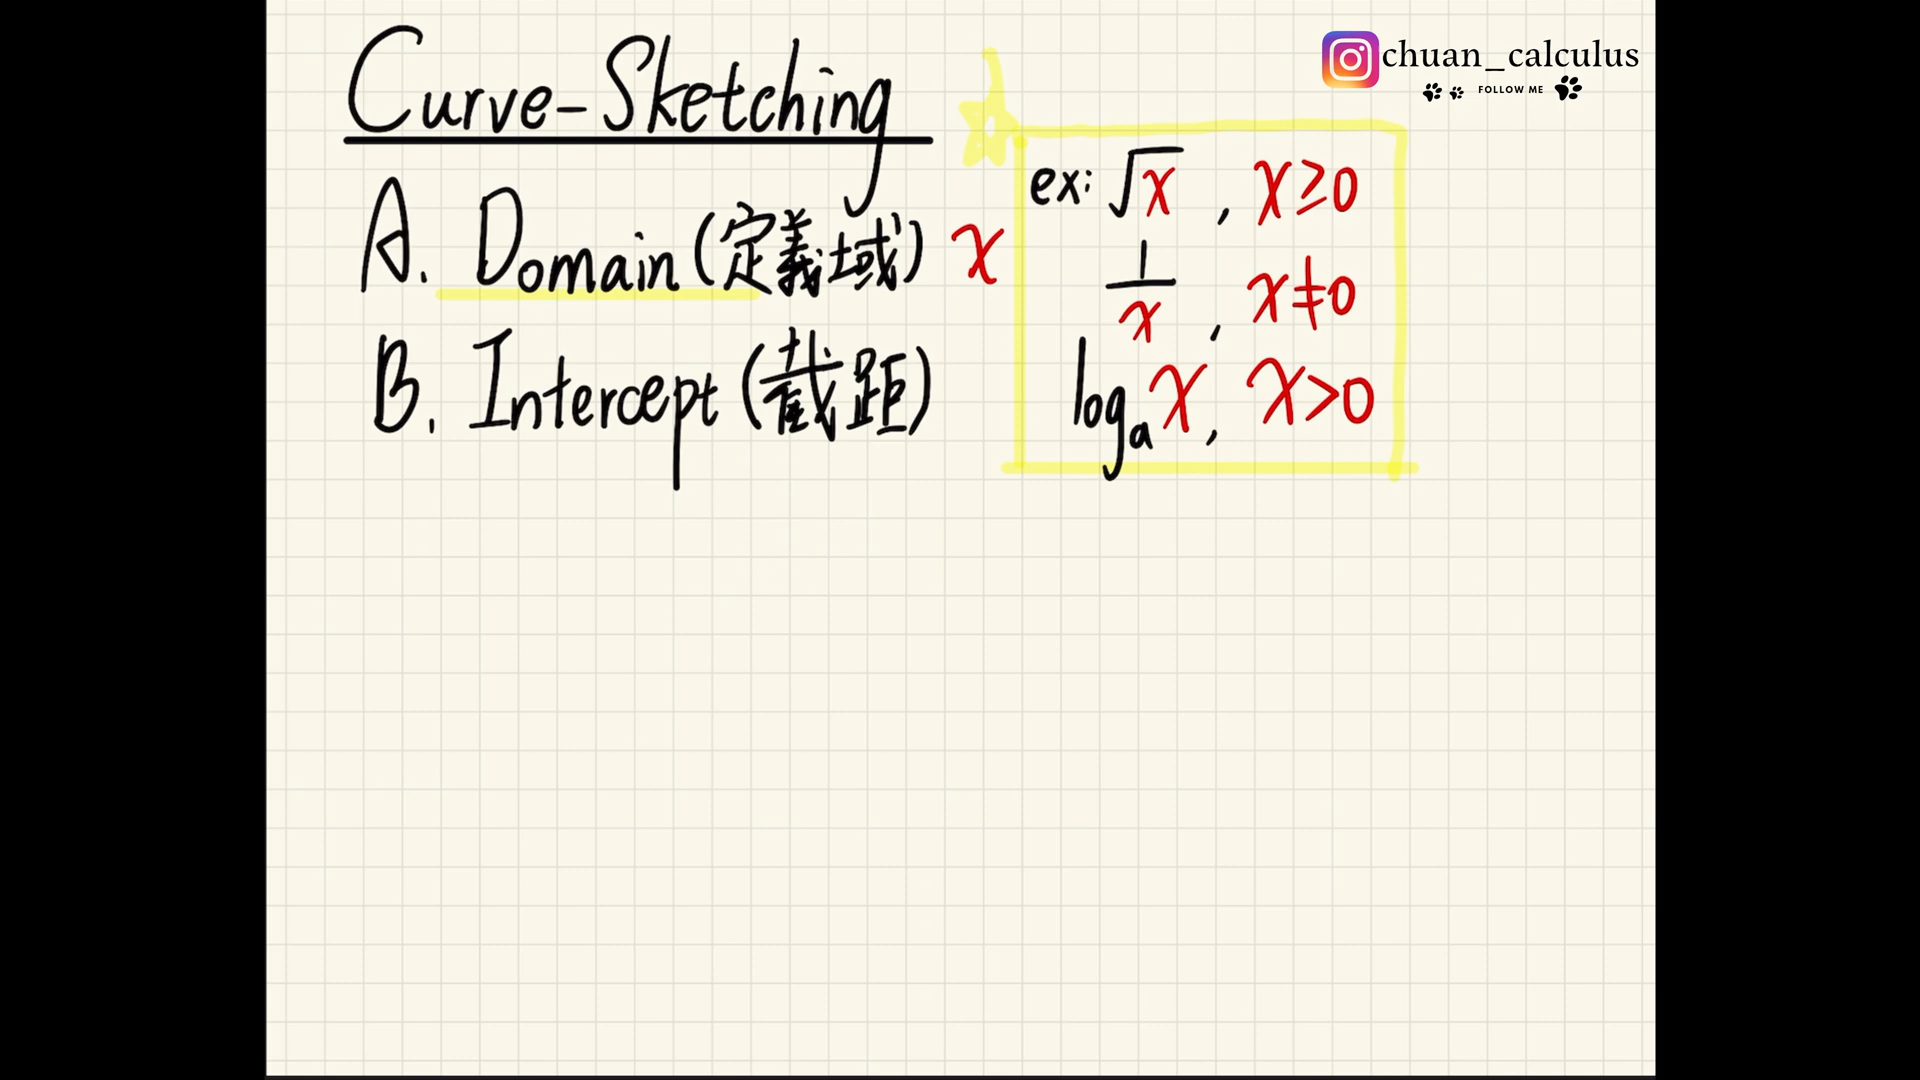 chuan_calculus
FOLLOW ME
Curve-Sketching
A. Domain (定義域) x
ex: √x , x≥0
1/x , x≠0
logₐx, x>0
B. Intercept (截距)